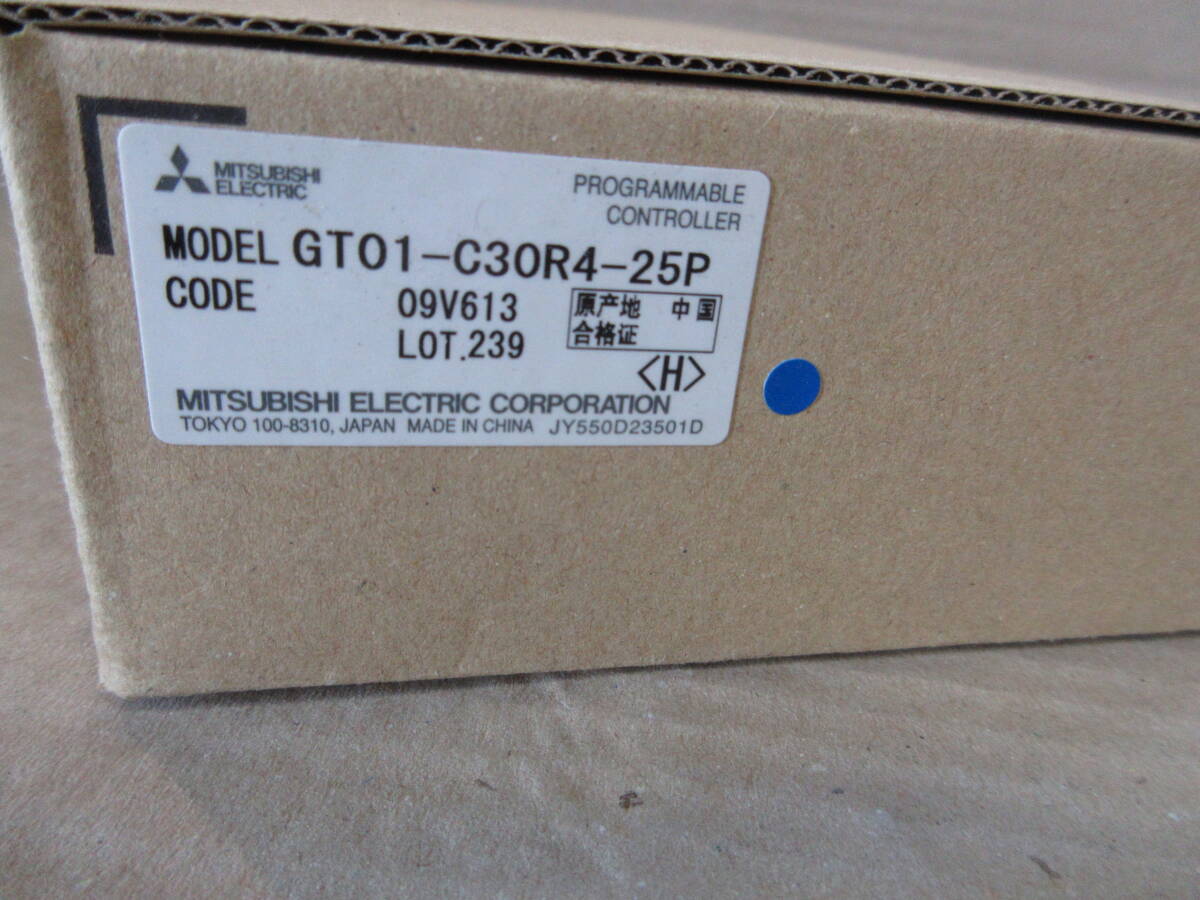 MITSUBISHI
ELECTRIC
PROGRAMMABLE
CONTROLLER
MODEL GT01-C30R4-25P
CODE 09V613
LOT.239
原产地 中国
合格证
<H>
MITSUBISHI ELECTRIC CORPORATION
TOKYO 100-8310, JAPAN MADE IN CHINA JY550D23501D